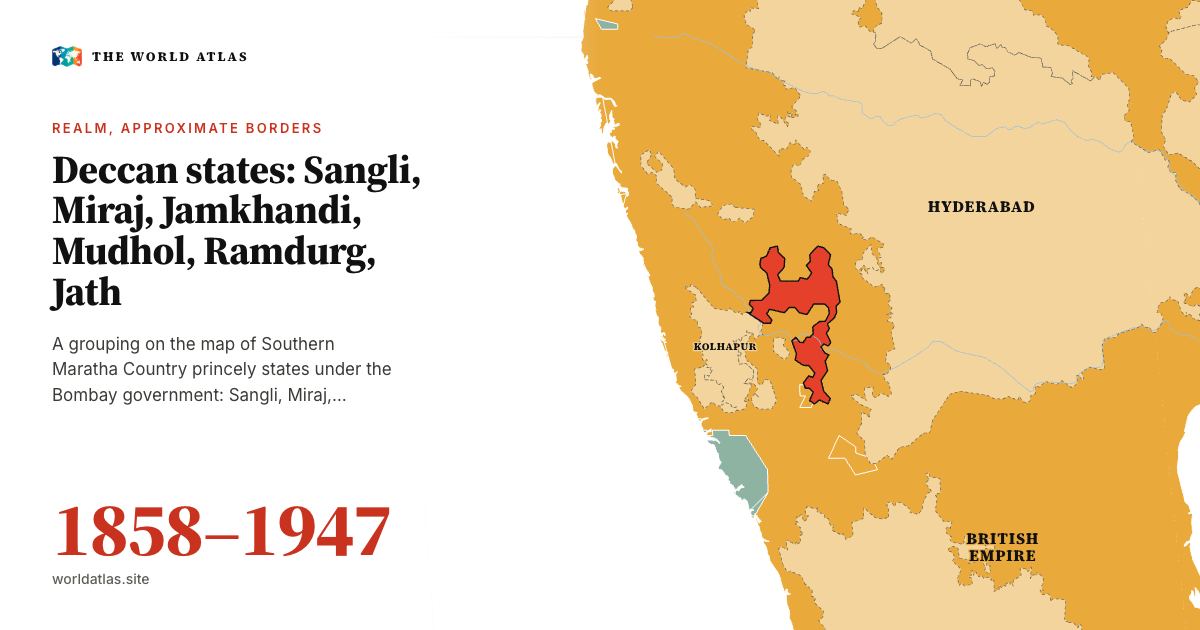 THE WORLD ATLAS
REALM, APPROXIMATE BORDERS
Deccan states: Sangli,
Miraj, Jamkhandi,
Mudhol, Ramdurg,
Jath
A grouping on the map of Southern
Maratha Country princely states under the
Bombay government: Sangli, Miraj,...
1858–1947
worldatlas.site
HYDERABAD
KOLHAPUR
BRITISH
EMPIRE